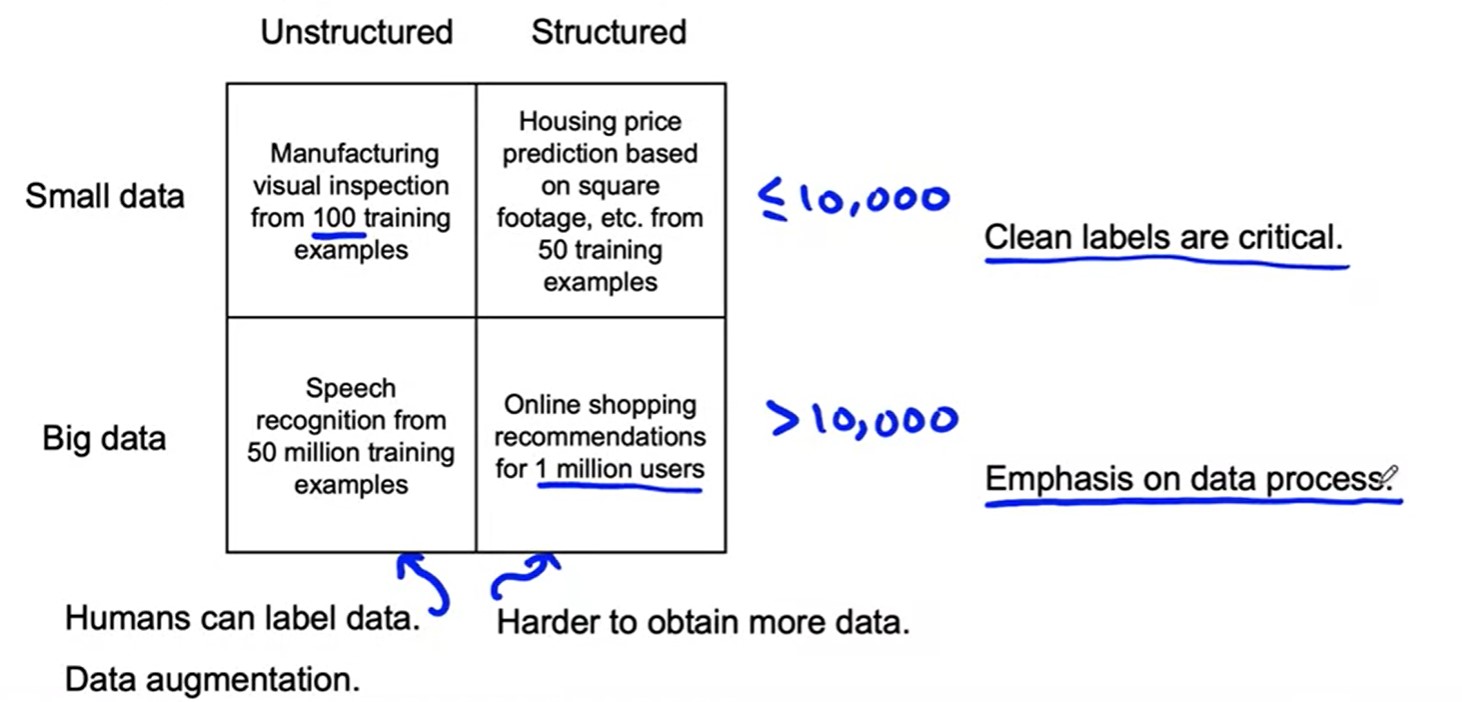 Unstructured
Structured
Small data
Manufacturing
visual inspection
from 100 training
examples
Housing price
prediction based
on square
footage, etc. from
50 training
examples
≤10,000
Clean labels are critical.
Big data
Speech
recognition from
50 million training
examples
Online shopping
recommendations
for 1 million users
>10,000
Emphasis on data process.
Humans can label data.
Data augmentation.
Harder to obtain more data.